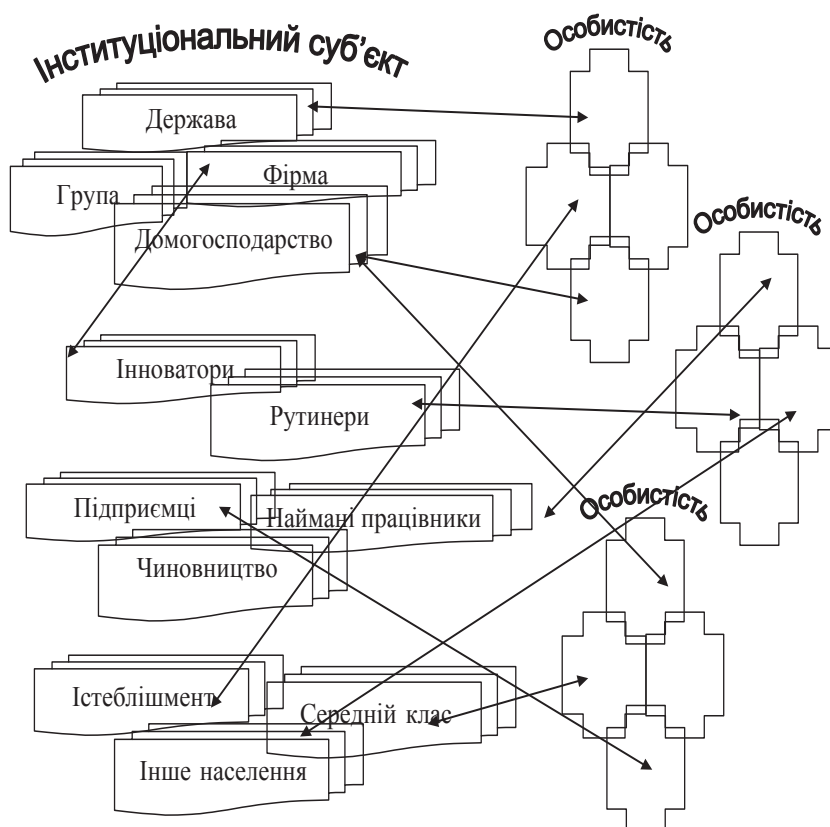 Інституціональний суб’єкт
Особистість
Держава
Група
Фірма
Домогосподарство
Особистість
Інноватори
Рутинери
Підприємці
Наймані працівники
Особистість
Чиновництво
Істеблішмент
Середній клас
Інше населення